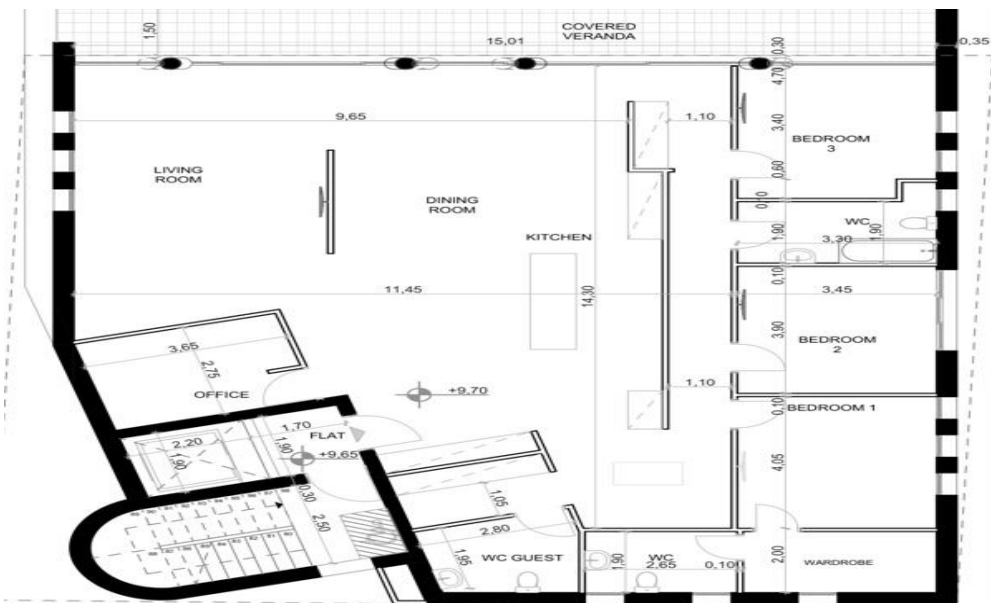 COVERED
VERANDA
1,50
15,01
0,30
0,35
4,70
9,65
1,10
3,40
BEDROOM
3
LIVING
ROOM
0,60
DINING
ROOM
0,10
WC
KITCHEN
1,90
3,30
1,90
0,10
11,45
14,30
3,45
3,90
BEDROOM
2
3,65
2,75
1,10
OFFICE
+9,70
0,10
BEDROOM 1
1,70
FLAT
2,20
1,90
1,90
+9,65
4,05
0,30
1,05
2,50
2,80
1,95
WC GUEST
1,90
WC
2,65
0,10
2,00
WARDROBE